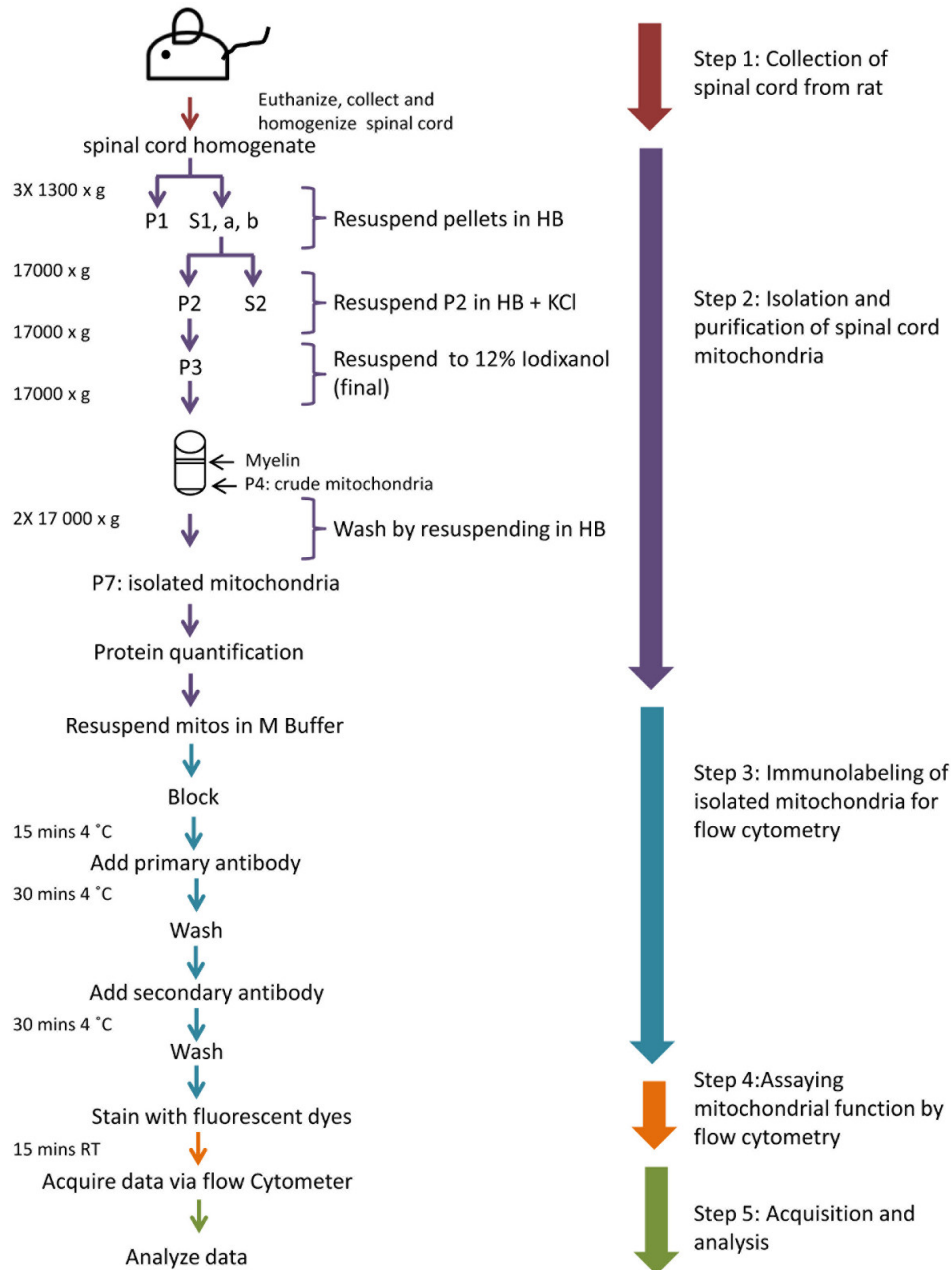 Euthanize, collect and
homogenize spinal cord
spinal cord homogenate
3X 1300 x g
P1 S1, a, b
Resuspend pellets in HB
17000 x g
P2 S2
Resuspend P2 in HB + KCl
17000 x g
P3
Resuspend to 12% Iodixanol
(final)
17000 x g
Myelin
P4: crude mitochondria
2X 17 000 x g
Wash by resuspending in HB
P7: isolated mitochondria
Protein quantification
Resuspend mitos in M Buffer
Block
15 mins 4 ˚C
Add primary antibody
30 mins 4 ˚C
Wash
Add secondary antibody
30 mins 4 ˚C
Wash
Stain with fluorescent dyes
15 mins RT
Acquire data via flow Cytometer
Analyze data
Step 1: Collection of
spinal cord from rat
Step 2: Isolation and
purification of spinal cord
mitochondria
Step 3: Immunolabeling of
isolated mitochondria for
flow cytometry
Step 4:Assaying
mitochondrial function by
flow cytometry
Step 5: Acquisition and
analysis